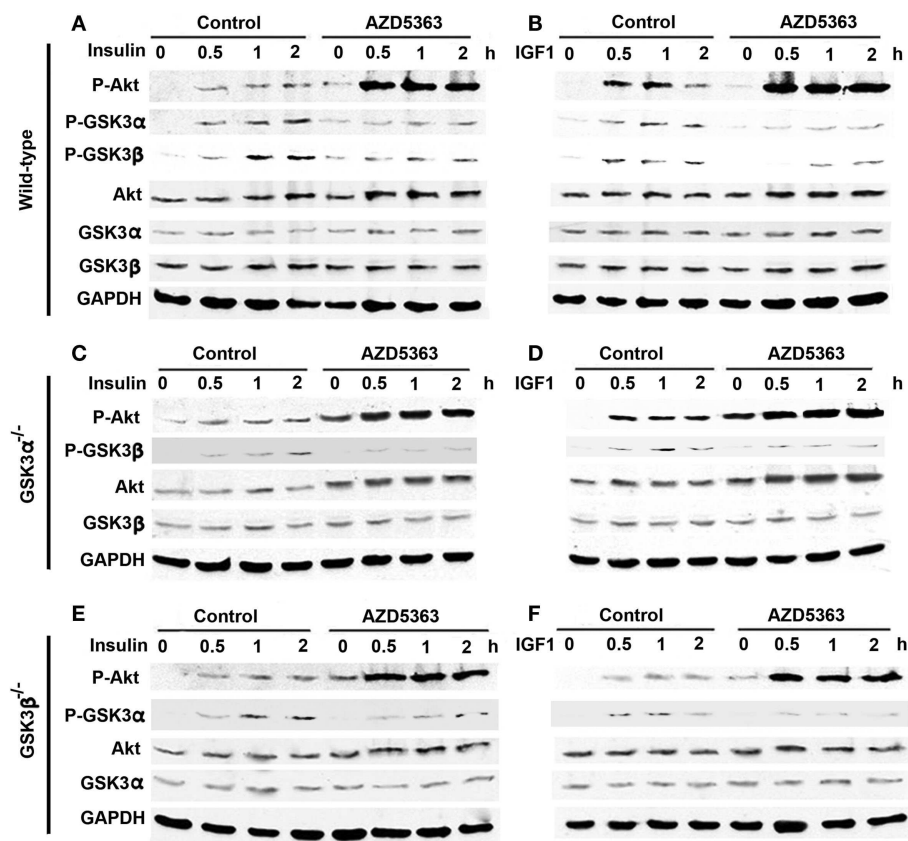 A Control AZD5363
Insulin 0 0.5 1 2 0 0.5 1 2 h
P-Akt
P-GSK3α
P-GSK3β
Akt
GSK3α
GSK3β
GAPDH
Wild-type
B Control AZD5363
IGF1 0 0.5 1 2 0 0.5 1 2 h
C Control AZD5363
Insulin 0 0.5 1 2 0 0.5 1 2 h
P-Akt
P-GSK3β
Akt
GSK3β
GAPDH
GSK3α-/-
D Control AZD5363
IGF1 0 0.5 1 2 0 0.5 1 2
E Control AZD5363
Insulin 0 0.5 1 2 0 0.5 1 2 h
P-Akt
P-GSK3α
Akt
GSK3α
GAPDH
GSK3β-/-
F Control AZD5363
IGF1 0 0.5 1 2 0 0.5 1 2 h